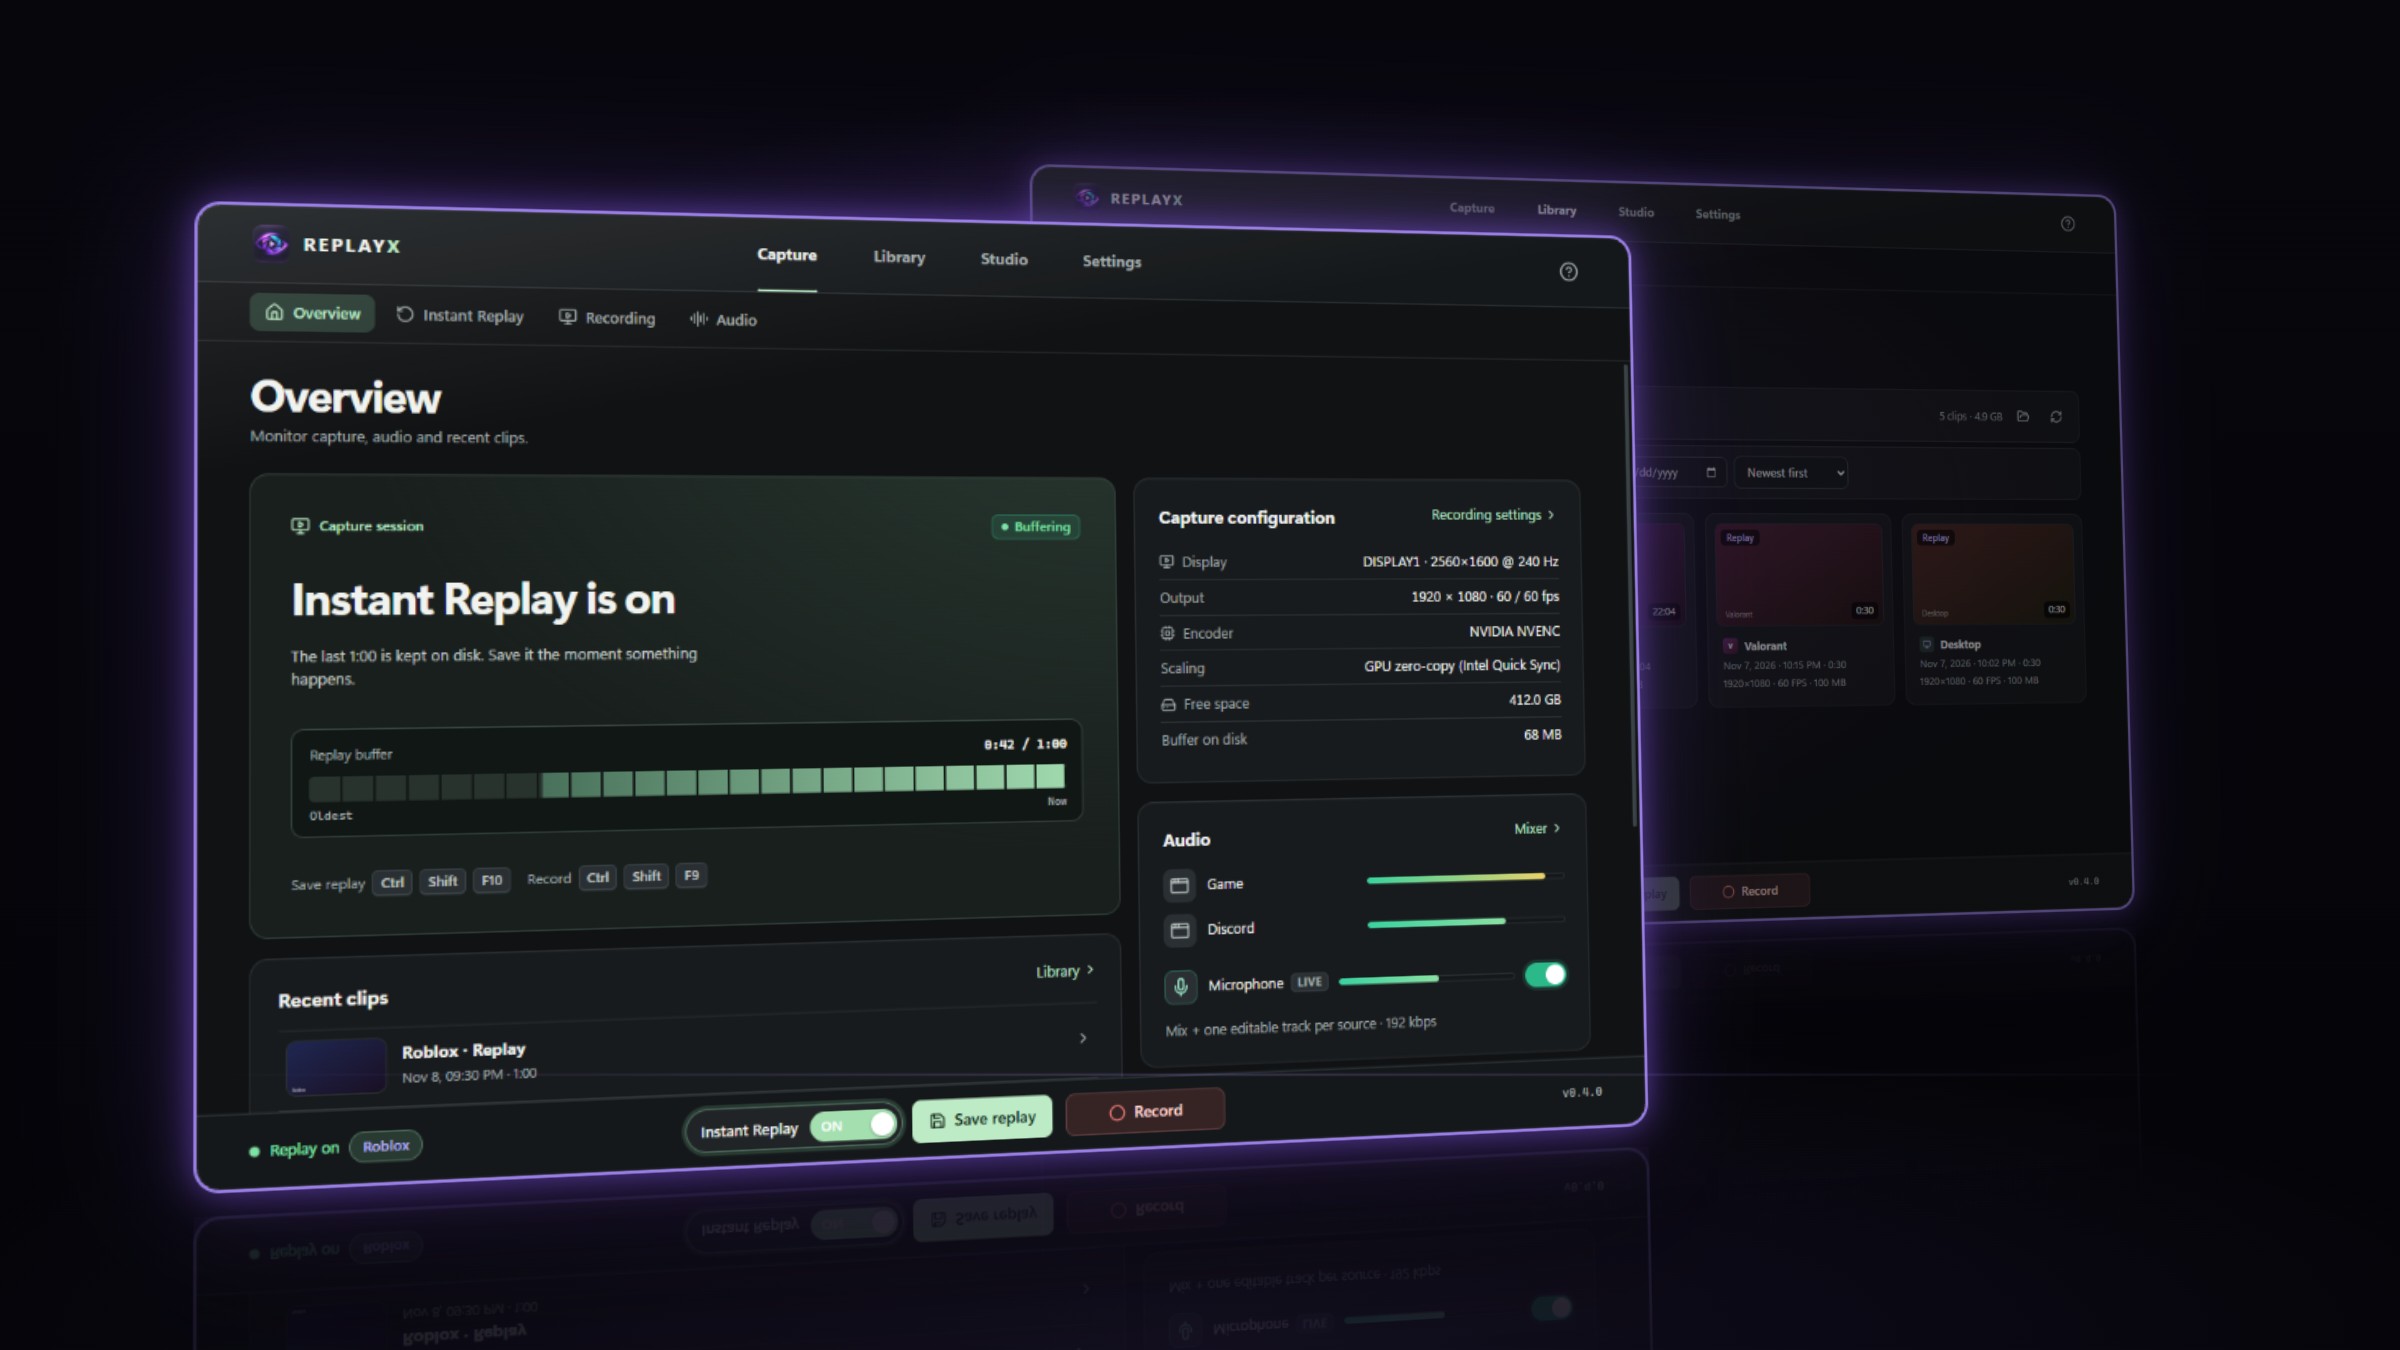 REPLAYX
Capture
Library
Studio
Settings
Overview
Instant Replay
Recording
Audio
Overview
Monitor capture, audio and recent clips.
Capture session
Buffering
Instant Replay is on
The last 1:00 is kept on disk. Save it the moment something
happens.
Replay buffer
0:42 / 1:00
Oldest
Now
Save replay Ctrl Shift F10 Record Ctrl Shift F9
Recent clips
Library
Roblox · Replay
Nov 8, 09:30 PM · 1:00
Capture configuration
Recording settings
Display
DISPLAY1 · 2560×1600 @ 240 Hz
Output
1920 × 1080 · 60 / 60 fps
Encoder
NVIDIA NVENC
Scaling
GPU zero-copy (Intel Quick Sync)
Free space
412.0 GB
Buffer on disk
68 MB
Audio
Mixer
Game
Discord
Microphone LIVE
Mix + one editable track per source · 192 kbps
Replay on
Roblox
Instant Replay ON
Save replay
Record
v0.4.0
REPLAYX
Capture
Library
Studio
Settings
5 clips · 4.9 GB
/dd/yyyy
Newest first
22:04
Replay
Valorant
0:30
Valorant
Nov 7, 2026 · 10:15 PM · 0:30
1920×1080 · 60 FPS · 100 MB
Replay
Desktop
0:30
Desktop
Nov 7, 2026 · 10:02 PM · 0:30
1920×1080 · 60 FPS · 100 MB
Record
v0.4.0